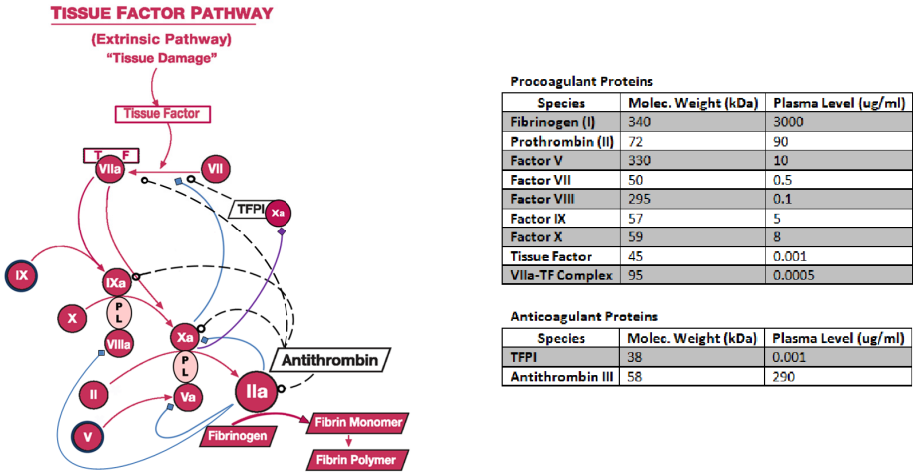 TISSUE FACTOR PATHWAY
(Extrinsic Pathway)
"Tissue Damage"
Tissue Factor
T F
VIIa
VII
TFPI Xa
IX
IXa
P
L
VIIIa
X
Xa
P
L
Va
Antithrombin
II
IIa
V
Fibrinogen
Fibrin Monomer
Fibrin Polymer
Procoagulant Proteins
Species Molec. Weight (kDa) Plasma Level (ug/ml)
Fibrinogen (I) 340 3000
Prothrombin (II) 72 90
Factor V 330 10
Factor VII 50 0.5
Factor VIII 295 0.1
Factor IX 57 5
Factor X 59 8
Tissue Factor 45 0.001
VIIa-TF Complex 95 0.0005
Anticoagulant Proteins
Species Molec. Weight (kDa) Plasma Level (ug/ml)
TFPI 38 0.001
Antithrombin III 58 290